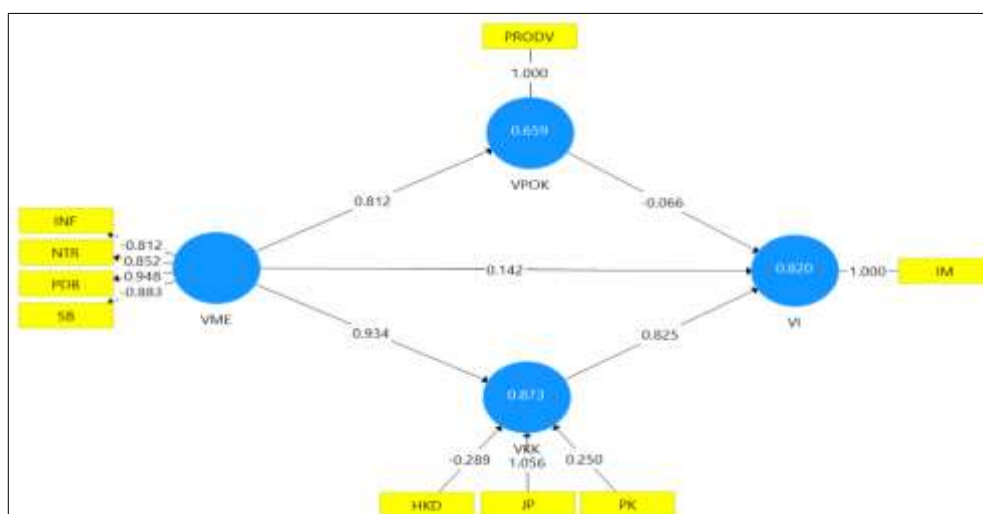 PRODV
1.000
0.659
VPOK
0.812
-0.066
INF
-0.812
NTR
0.852
PDB
0.948
SB
-0.883
VME
0.142
0.820
1.000
IM
VI
0.934
0.825
0.873
VKK
-0.289
1.056
0.250
HKD
JP
PK